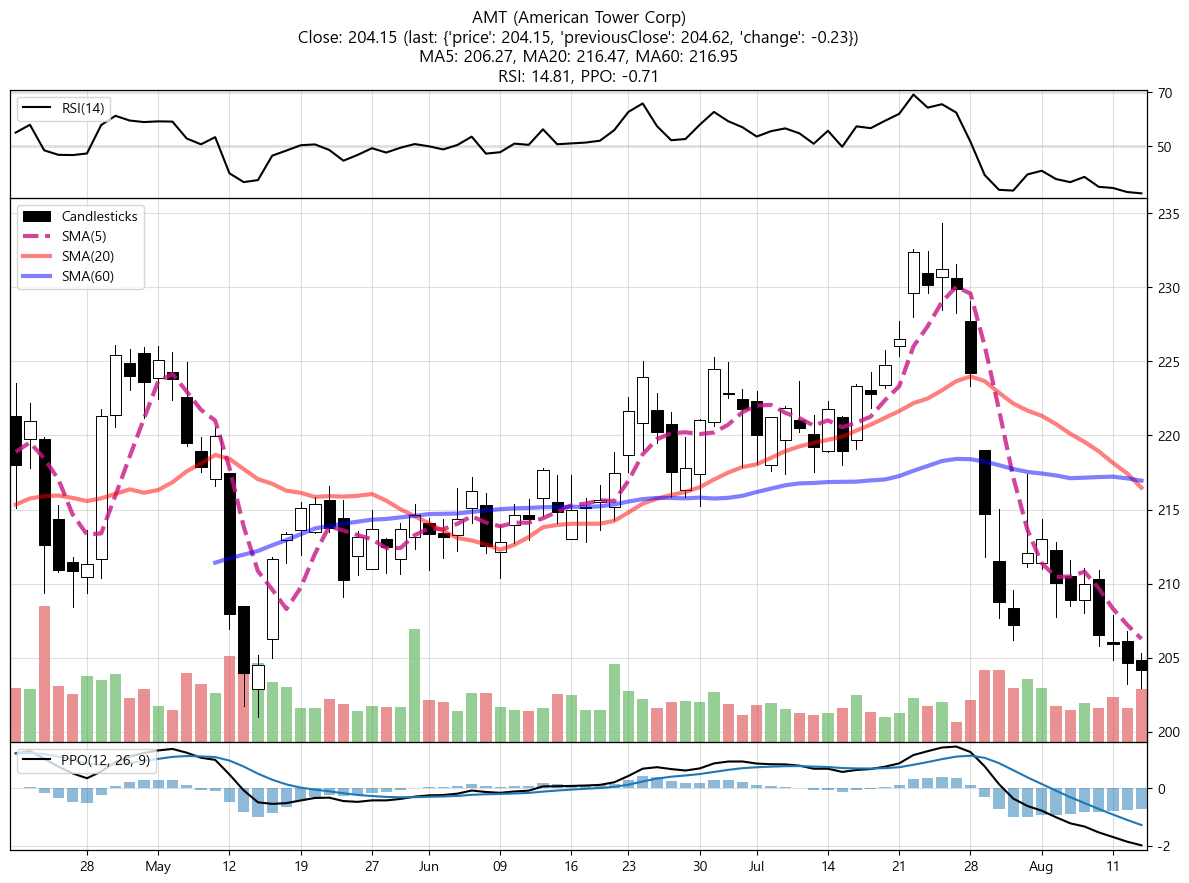 AMT (American Tower Corp)
Close: 204.15 (last: {'price': 204.15, 'previousClose': 204.62, 'change': -0.23})
MA5: 206.27, MA20: 216.47, MA60: 216.95
RSI: 14.81, PPO: -0.71
RSI(14)
70
50
Candlesticks
SMA(5)
SMA(20)
SMA(60)
235
230
225
220
215
210
205
200
PPO(12, 26, 9)
0
-2
28 May 12 19 27 Jun 09 16 23 30 Jul 14 21 28 Aug 11